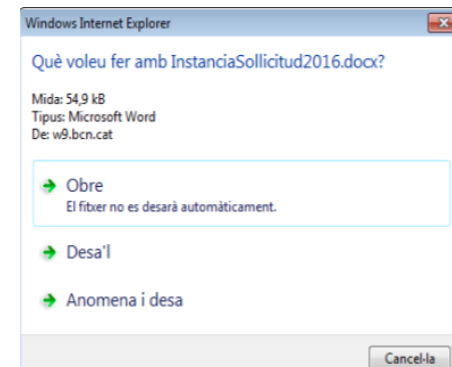 Windows Internet Explorer
Què voleu fer amb InstanciaSollicitud2016.docx?
Mida: 54,9 kB
Tipus: Microsoft Word
De: w9.bcn.cat
Obre
El fitxer no es desarà automàticament.
Desa'l
Anomena i desa
Cancel·la